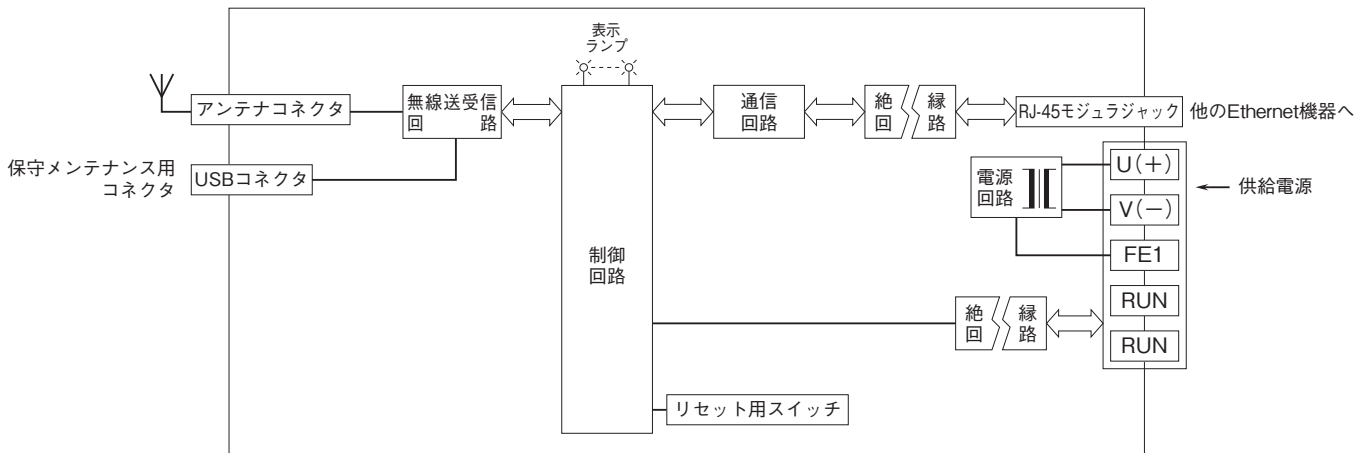 表示
ランプ
アンテナコネクタ
無線送受信
回路
通信
回路
絶縁
回路
RJ-45モジュラジャック
他のEthernet機器へ
保守メンテナンス用
コネクタ
USBコネクタ
電源
回路
U(+)
V(−)
供給電源
FE1
制御
回路
絶縁
回路
RUN
RUN
リセット用スイッチ